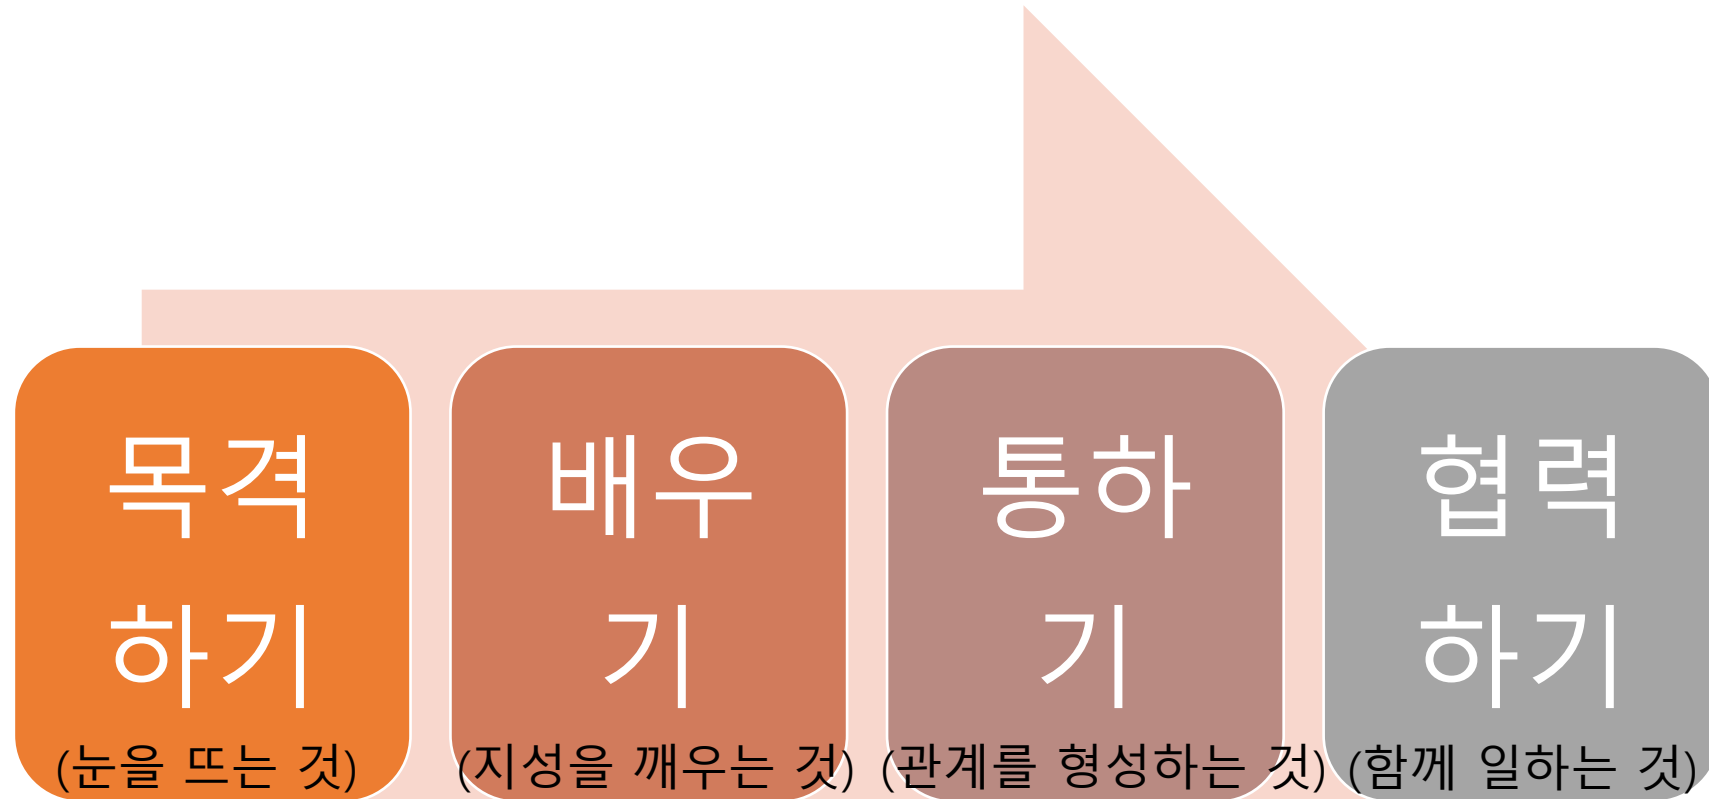 목격
하기
(눈을 뜨는 것)
배우
기
(지성을 깨우는 것)
통하
기
(관계를 형성하는 것)
협력
하기
(함께 일하는 것)